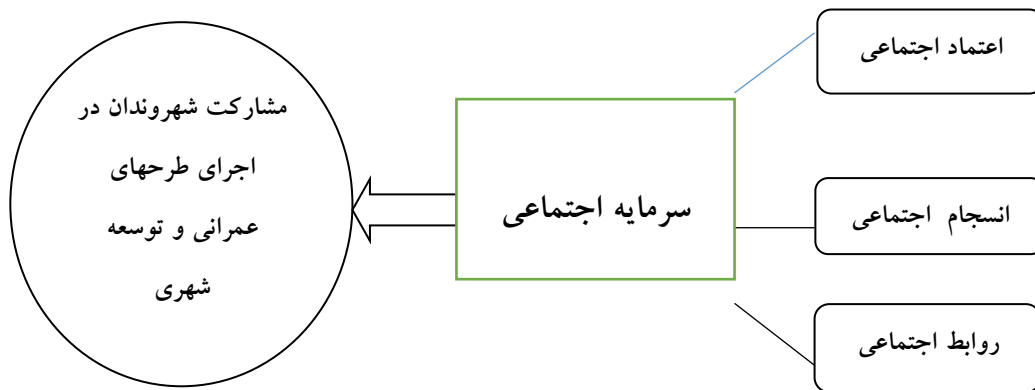 اعتماد اجتماعی
انسجام اجتماعی
روابط اجتماعی
سرمایه اجتماعی
مشارکت شهروندان در
اجرای طرحهای
عمرانی و توسعه
شهری